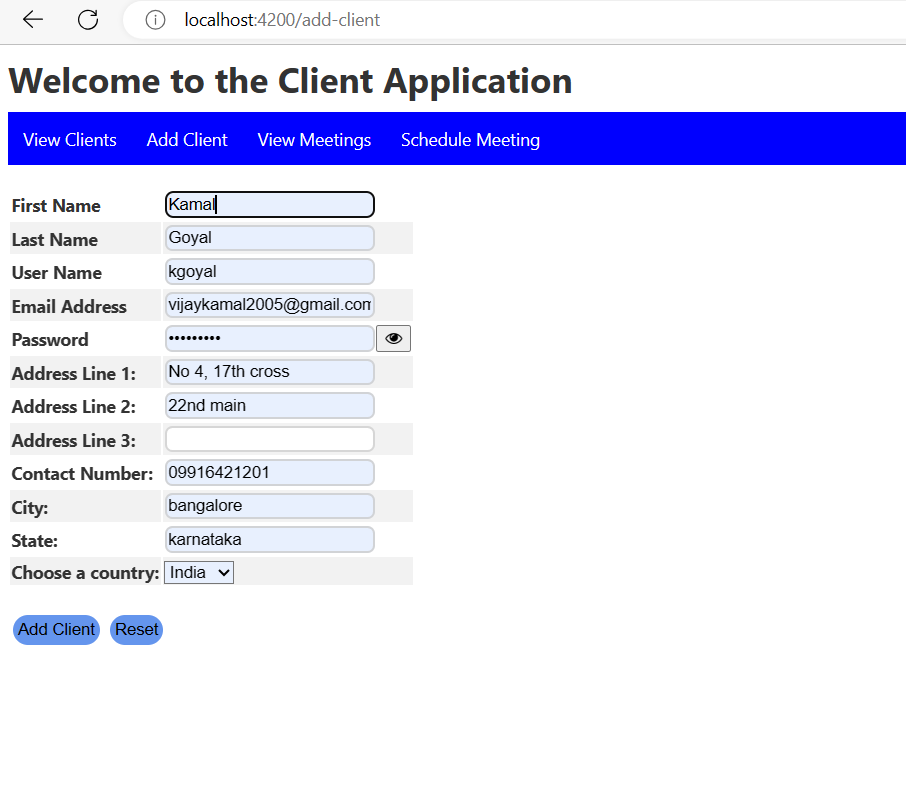 localhost:4200/add-client
Welcome to the Client Application
View Clients Add Client View Meetings Schedule Meeting
First Name Kamal
Last Name Goyal
User Name kgoyal
Email Address vijaykamal2005@gmail.com
Password •••••••••
Address Line 1: No 4, 17th cross
Address Line 2: 22nd main
Address Line 3:
Contact Number: 09916421201
City: bangalore
State: karnataka
Choose a country: India
Add Client Reset